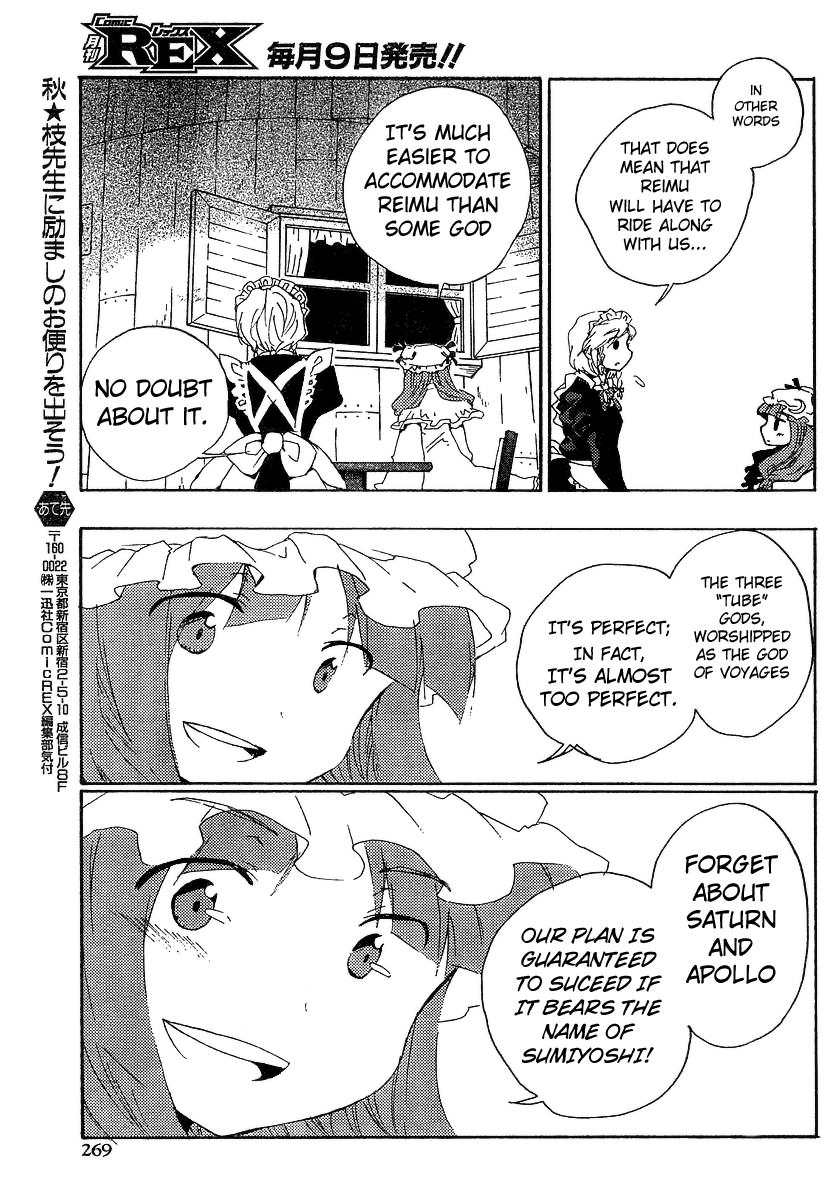 Comic
月刊
REX
レックス
毎月9日発売!!
IN
OTHER
WORDS
THAT DOES
MEAN THAT
REIMU
WILL HAVE TO
RIDE ALONG
WITH US...
IT'S MUCH
EASIER TO
ACCOMMODATE
REIMU THAN
SOME GOD
NO DOUBT
ABOUT IT.
THE THREE
"TUBE"
GODS,
WORSHIPPED
AS THE GOD
OF VOYAGES
IT'S PERFECT;
IN FACT,
IT'S ALMOST
TOO PERFECT.
FORGET
ABOUT
SATURN
AND
APOLLO
OUR PLAN IS
GUARANTEED
TO SUCEED IF
IT BEARS THE
NAME OF
SUMIYOSHI!
秋★枝先生に励ましのお便りを出そう!
あて先
〒160-0022 東京都新宿区新宿2-5-10 成信ビル8F
㈱一迅社ComicREX編集部気付
269